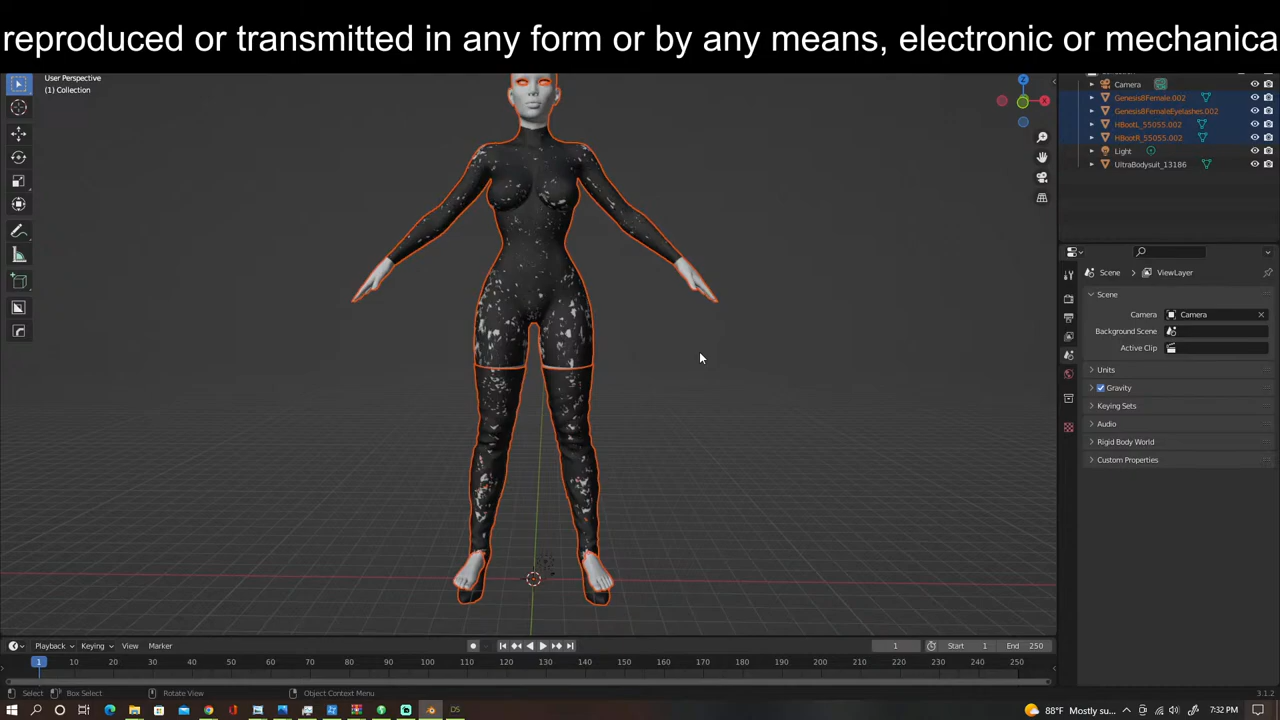 reproduced or transmitted in any form or by any means, electronic or mechanica
User Perspective
(1) Collection
Camera
Genesis8Female.002
Genesis8FemaleEyelashes.002
HBootL_55055.002
HBootR_55055.002
Light
UltraBodysuit_13186
Scene
ViewLayer
Scene
Camera
Camera
Background Scene
Active Clip
Units
Gravity
Keying Sets
Audio
Rigid Body World
Custom Properties
Playback
Keying
View
Marker
1
Start 1
End 250
1 10 20 30 40 50 60 70 80 90 100 110 120 130 140 150 160 170 180 190 200 210 220 230 240 250
Select
Box Select
Rotate View
Object Context Menu
3.1.2
DS
88°F Mostly su...
7:32 PM